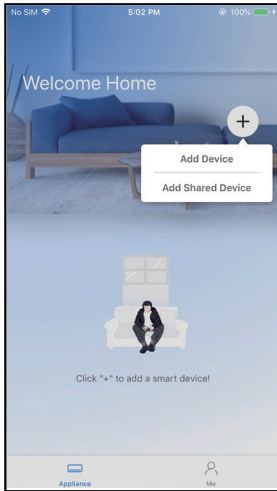 No SIM 5:02 PM 100%
Welcome Home
+
Add Device
Add Shared Device
Click "+" to add a smart device!
Appliance Me